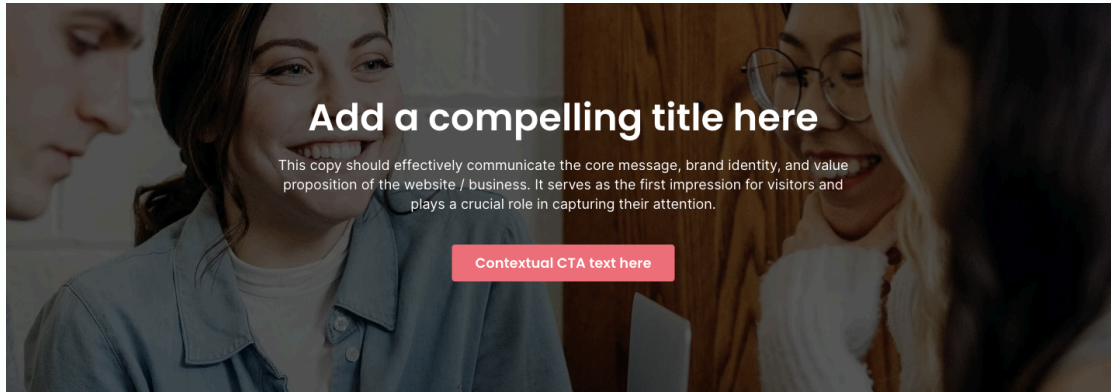 Add a compelling title here
This copy should effectively communicate the core message, brand identity, and value
proposition of the website / business. It serves as the first impression for visitors and
plays a crucial role in capturing their attention.
Contextual CTA text here